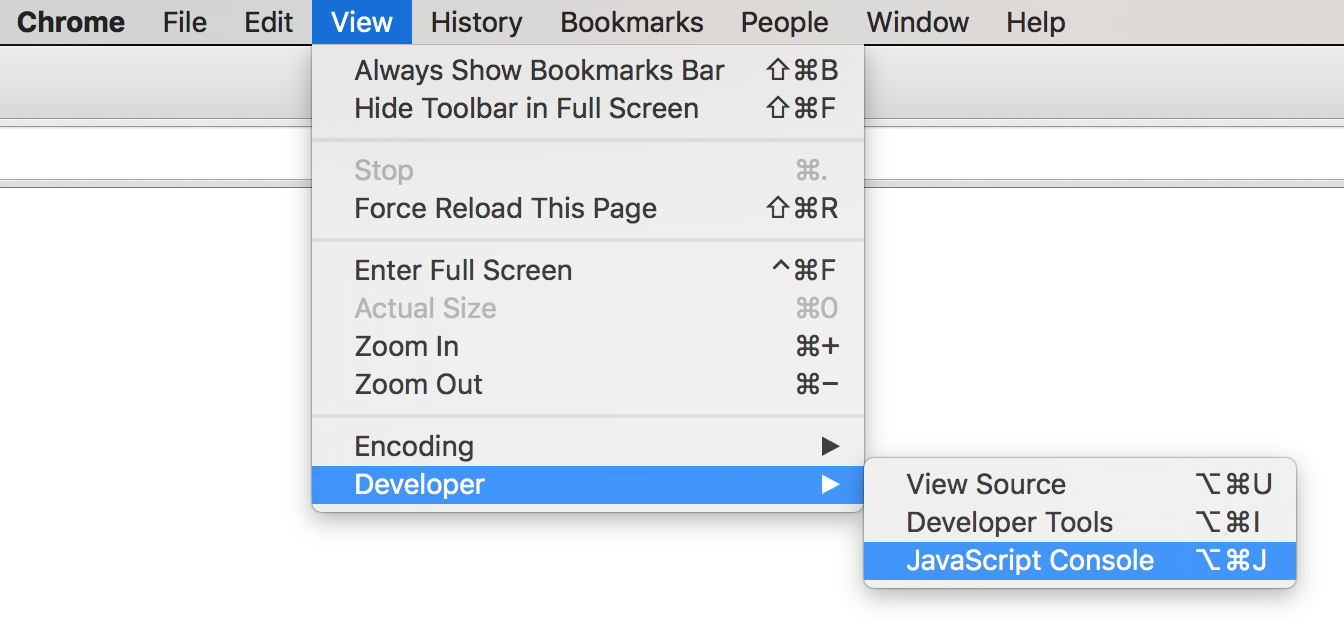 Chrome File Edit View History Bookmarks People Window Help
Always Show Bookmarks Bar ⇧⌘B
Hide Toolbar in Full Screen ⇧⌘F
Stop ⌘.
Force Reload This Page ⇧⌘R
Enter Full Screen ^⌘F
Actual Size ⌘0
Zoom In ⌘+
Zoom Out ⌘−
Encoding ▶
Developer ▶
View Source ⌥⌘U
Developer Tools ⌥⌘I
JavaScript Console ⌥⌘J